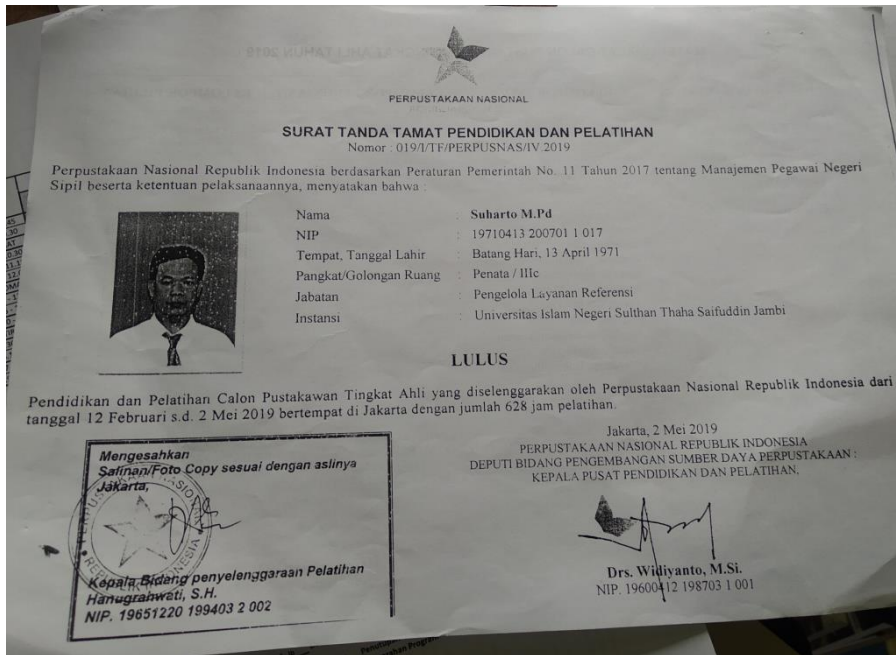 PERPUSTAKAAN NASIONAL
SURAT TANDA TAMAT PENDIDIKAN DAN PELATIHAN
Nomor : 019/I/TF/PERPUSNAS/IV.2019
Perpustakaan Nasional Republik Indonesia berdasarkan Peraturan Pemerintah No. 11 Tahun 2017 tentang Manajemen Pegawai Negeri
Sipil beserta ketentuan pelaksanaannya, menyatakan bahwa :
Nama : Suharto M.Pd
NIP : 19710413 200701 1 017
Tempat, Tanggal Lahir : Batang Hari, 13 April 1971
Pangkat/Golongan Ruang : Penata / IIIc
Jabatan : Pengelola Layanan Referensi
Instansi : Universitas Islam Negeri Sulthan Thaha Saifuddin Jambi
LULUS
Pendidikan dan Pelatihan Calon Pustakawan Tingkat Ahli yang diselenggarakan oleh Perpustakaan Nasional Republik Indonesia dari
tanggal 12 Februari s.d. 2 Mei 2019 bertempat di Jakarta dengan jumlah 628 jam pelatihan.
Mengesahkan
Salinan/Foto Copy sesuai dengan aslinya
Jakarta,
PERPUSTAKAAN NASIONAL
REPUBLIK INDONESIA
Kepala Bidang penyelenggaraan Pelatihan
Hanugrahwati, S.H.
NIP. 19651220 199403 2 002
Jakarta, 2 Mei 2019
PERPUSTAKAAN NASIONAL REPUBLIK INDONESIA
DEPUTI BIDANG PENGEMBANGAN SUMBER DAYA PERPUSTAKAAN :
KEPALA PUSAT PENDIDIKAN DAN PELATIHAN,
Drs. Widiyanto, M.Si.
NIP. 19600412 198703 1 001